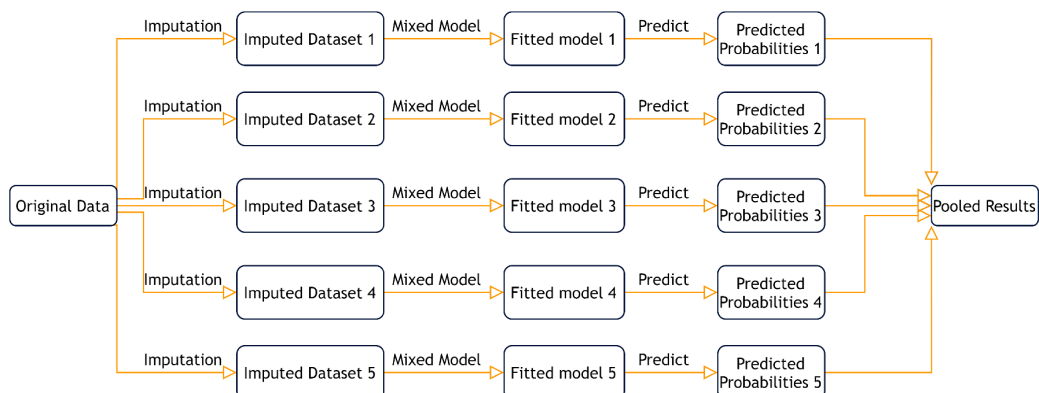 Imputation
Imputed Dataset 1
Mixed Model
Fitted model 1
Predict
Predicted
Probabilities 1
Imputation
Imputed Dataset 2
Mixed Model
Fitted model 2
Predict
Predicted
Probabilities 2
Original Data
Imputation
Imputed Dataset 3
Mixed Model
Fitted model 3
Predict
Predicted
Probabilities 3
Pooled Results
Imputation
Imputed Dataset 4
Mixed Model
Fitted model 4
Predict
Predicted
Probabilities 4
Imputation
Imputed Dataset 5
Mixed Model
Fitted model 5
Predict
Predicted
Probabilities 5